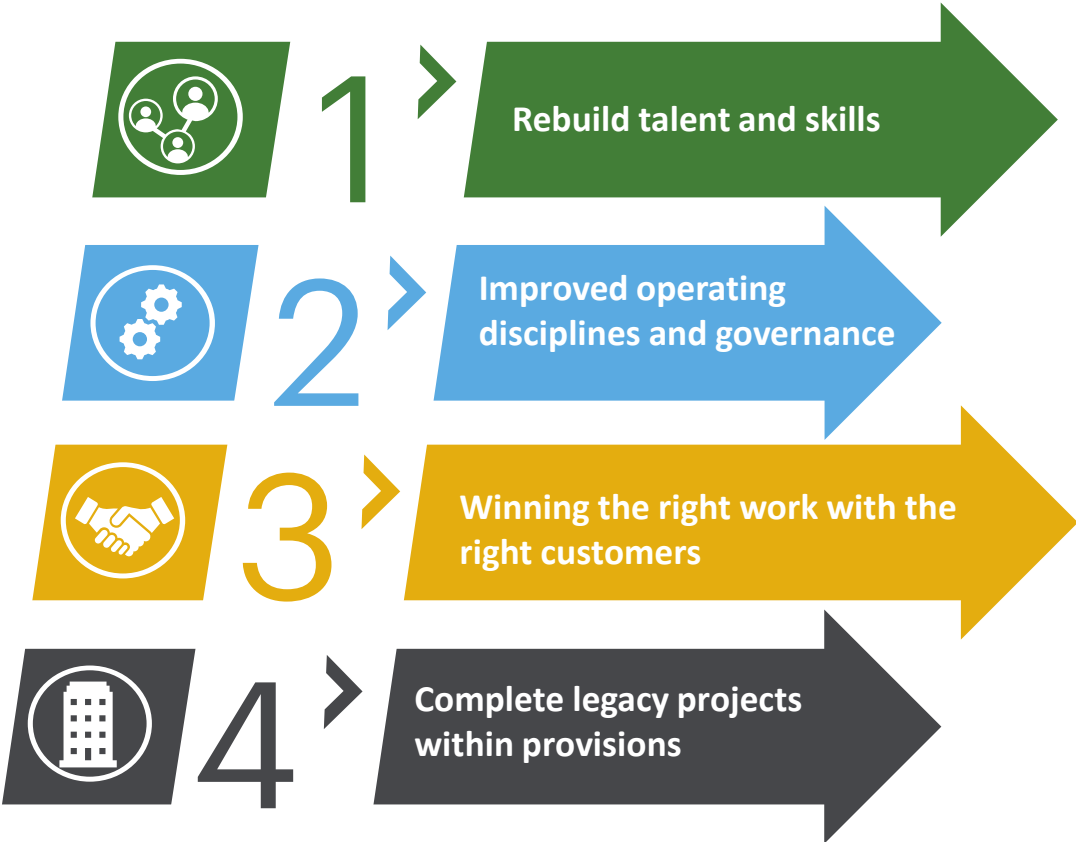 1
Rebuild talent and skills
2
Improved operating
disciplines and governance
3
Winning the right work with the
right customers
4
Complete legacy projects
within provisions